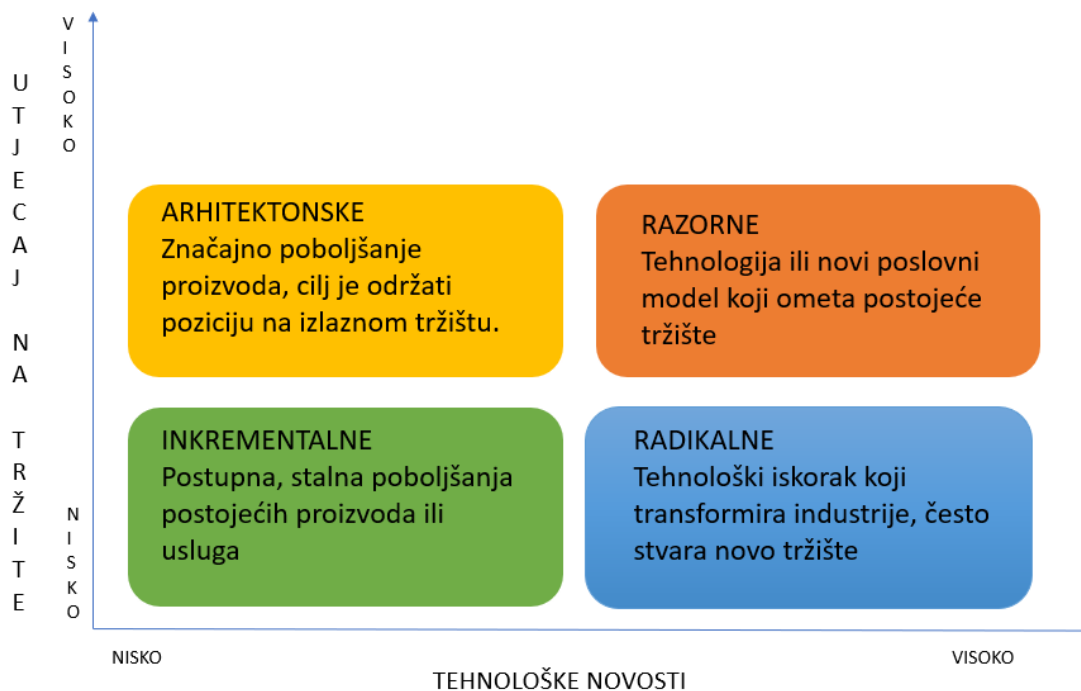 UTJECAJ NA TRŽITE
VISOKO
NISKO
ARHITEKTONSKE
Značajno poboljšanje
proizvoda, cilj je održati
poziciju na izlaznom tržištu.
RAZORNE
Tehnologija ili novi poslovni
model koji ometa postojeće
tržište
INKREMENTALNE
Postupna, stalna poboljšanja
postojećih proizvoda ili
usluga
RADIKALNE
Tehnološki iskorak koji
transformira industrije, često
stvara novo tržište
NISKO
VISOKO
TEHNOLOŠKE NOVOSTI